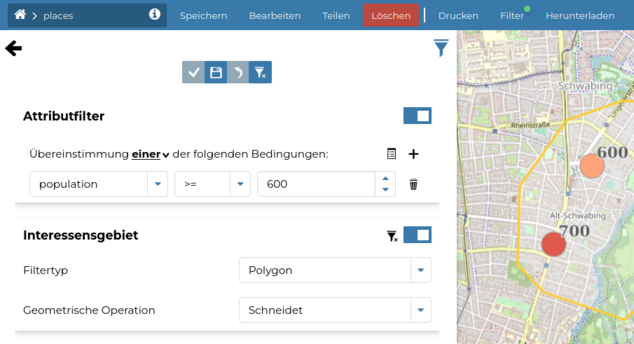 places Speichern Bearbeiten Teilen Löschen Drucken Filter Herunterladen
Attributfilter
Übereinstimmung einer der folgenden Bedingungen:
population >= 600
Interessensgebiet
Filtertyp Polygon
Geometrische Operation Schneidet
Schwabing
Rheinstraße
600
Alt-Schwabing
700